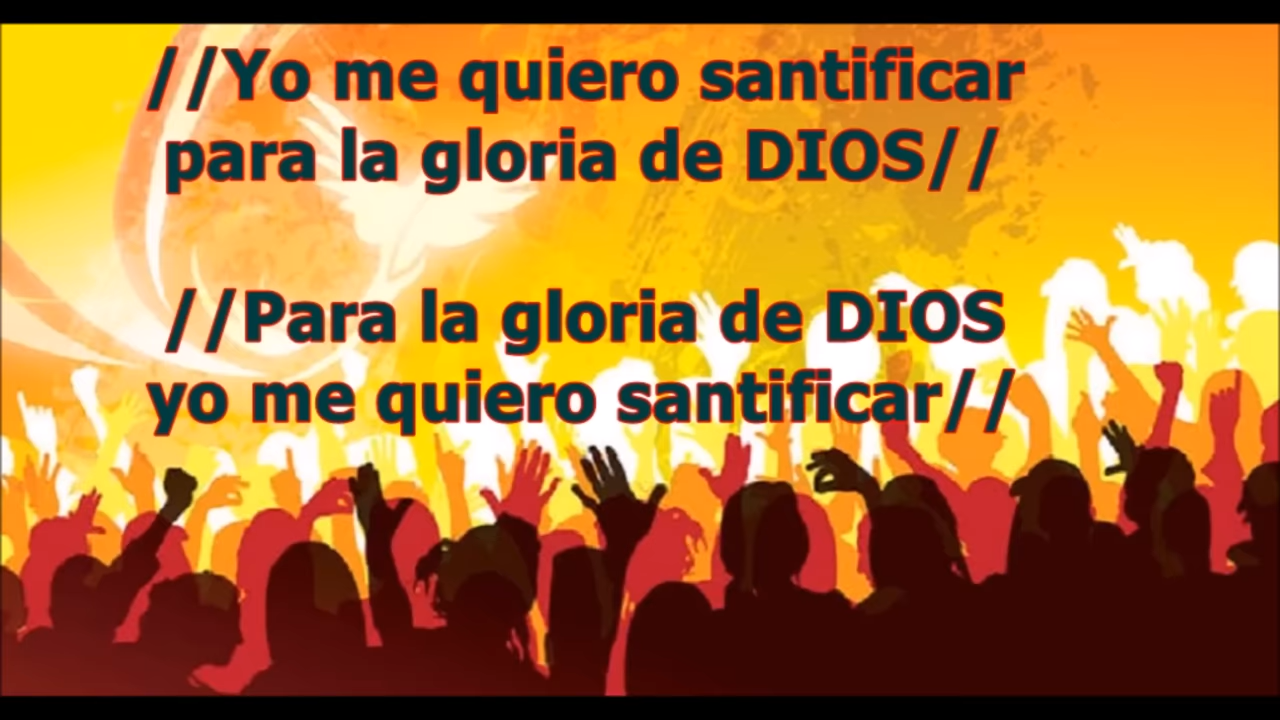 //Yo me quiero santificar
para la gloria de DIOS//
//Para la gloria de DIOS
yo me quiero santificar//